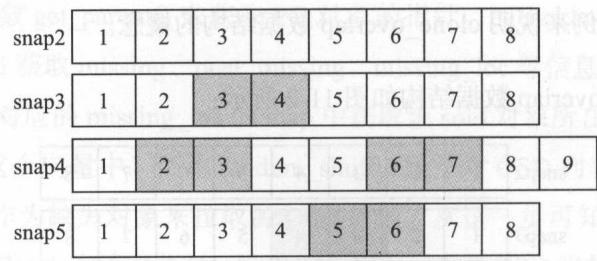 snap2 1 2 3 4 5 6 7 8
snap3 1 2 3 4 5 6 7 8
snap4 1 2 3 4 5 6 7 8 9
snap5 1 2 3 4 5 6 7 8